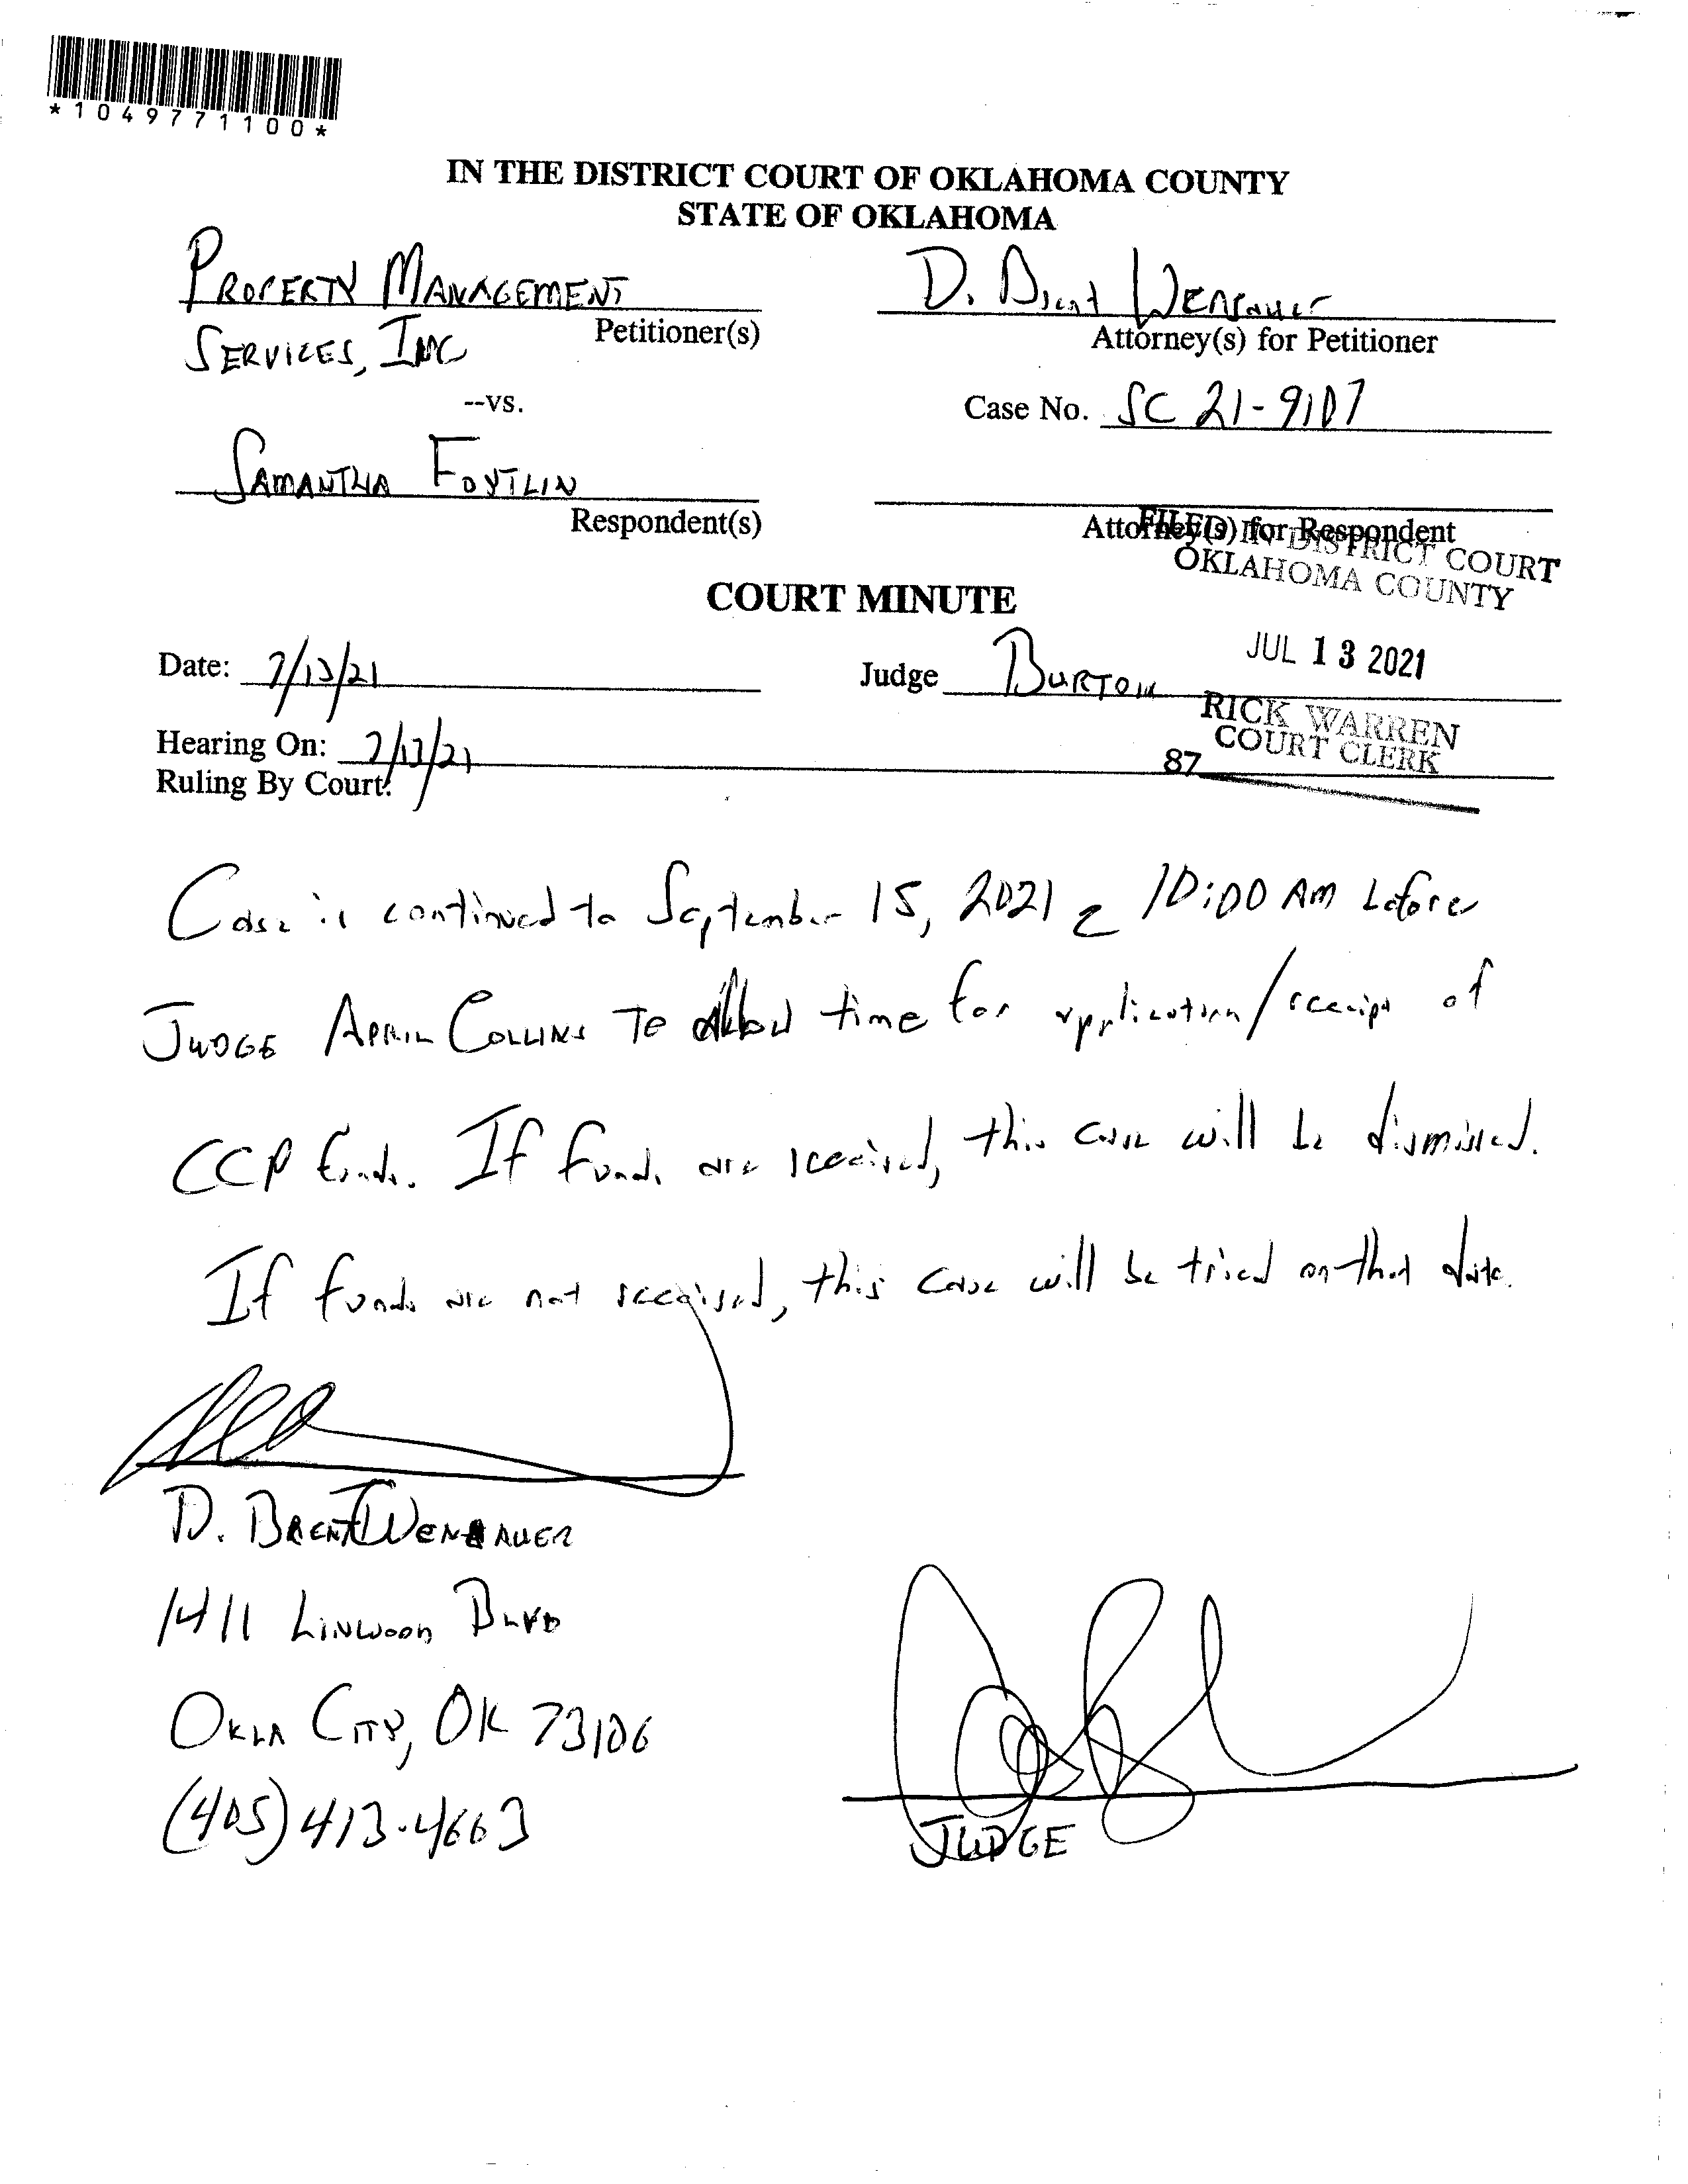 *1049771100*
IN THE DISTRICT COURT OF OKLAHOMA COUNTY
STATE OF OKLAHOMA
PROPERTY MANAGEMENT
SERVICES, INC
Petitioner(s)
D. Brent Wensauer
Attorney(s) for Petitioner
--vs.
Case No. SC 21-9107
SAMANTHA FOYTLIN
Respondent(s)
Attorney(s) for Respondent
FILED IN DISTRICT COURT
OKLAHOMA COUNTY
COURT MINUTE
JUL 13 2021
Date: 7/13/21
Judge BURTON
RICK WARREN
COURT CLERK
Hearing On: 7/13/21
87
Ruling By Court:
Case is continued to September 15, 2021 @ 10:00 AM before
JUDGE APRIL COLLINS TO allow time for application/receipt of
CCP funds. If funds are received, this case will be dismissed.
If funds are not received, this case will be tried on that date.
D. BRENT WENSAUER
1411 LINWOOD BLVD
OKLA CITY, OK 73106
(405) 413-4663
JUDGE